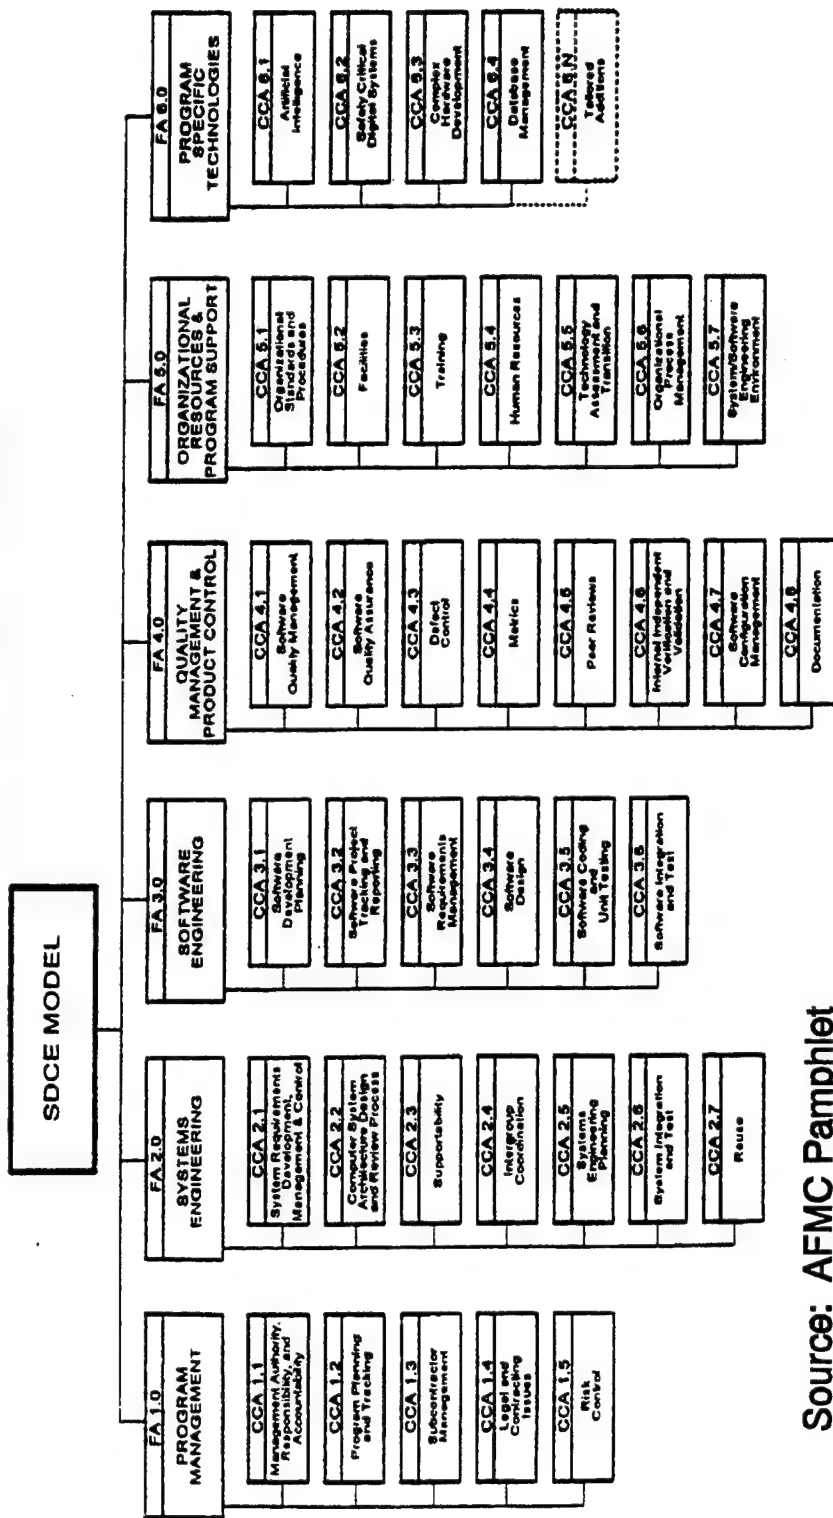 SDCE MODEL
FA 1.0
PROGRAM
MANAGEMENT
CCA 1.1
Management Authority,
Responsibility, and
Accountability
CCA 1.2
Program Planning
and Tracking
CCA 1.3
Subcontractor
Management
CCA 1.4
Legal and
Contracting
Issues
CCA 1.5
Risk
Control
FA 2.0
SYSTEMS
ENGINEERING
CCA 2.1
System Requirements
Development,
Management & Control
CCA 2.2
Computer System
Architecture Design
and Review Process
CCA 2.3
Supportability
CCA 2.4
Intergroup
Coordination
CCA 2.5
Systems
Engineering
Planning
CCA 2.6
System Integration
and Test
CCA 2.7
Reuse
FA 3.0
SOFTWARE
ENGINEERING
CCA 3.1
Software
Development
Planning
CCA 3.2
Software Project
Tracking and
Reporting
CCA 3.3
Software
Requirements
Management
CCA 3.4
Software
Design
CCA 3.5
Software Coding
and
Unit Testing
CCA 3.6
Software Integration
and Test
FA 4.0
QUALITY
MANAGEMENT &
PRODUCT CONTROL
CCA 4.1
Software
Quality Management
CCA 4.2
Software
Quality Assurance
CCA 4.3
Defect
Control
CCA 4.4
Metrics
CCA 4.5
Peer Reviews
CCA 4.6
Internal Independent
Verification and
Validation
CCA 4.7
Software
Configuration
Management
CCA 4.8
Documentation
FA 5.0
ORGANIZATIONAL
RESOURCES &
PROGRAM SUPPORT
CCA 5.1
Organizational
Standards and
Procedures
CCA 5.2
Facilities
CCA 5.3
Training
CCA 5.4
Human Resources
CCA 5.5
Technology
Assessment and
Transition
CCA 5.6
Organizational
Process
Management
CCA 5.7
System/Software
Engineering
Environment
FA 6.0
PROGRAM
SPECIFIC
TECHNOLOGIES
CCA 6.1
Artificial
Intelligence
CCA 6.2
Safety Critical
Digital Systems
CCA 6.3
Complex
Hardware
Development
CCA 6.4
Database
Management
CCA 6.N
Tailored
Additions
Source: AFMC Pamphlet